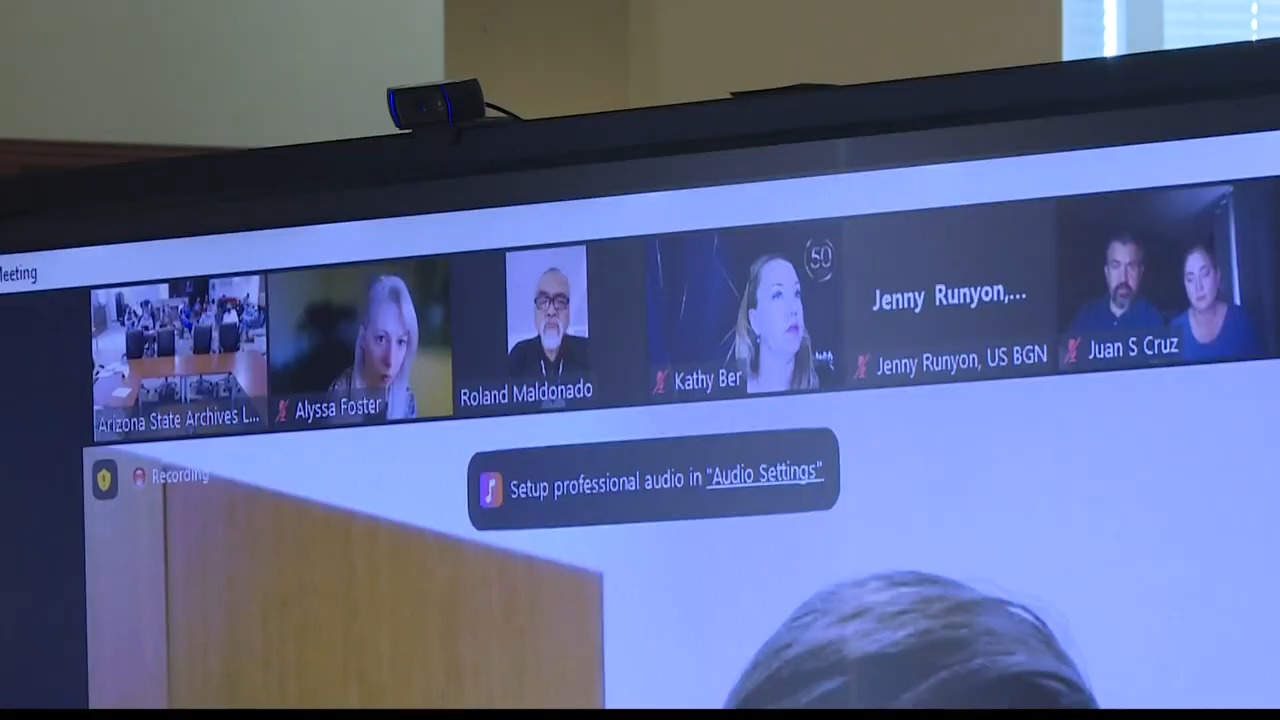 Meeting
Arizona State Archives L...
Alyssa Foster
Roland Maldonado
50
Kathy Ber
Jenny Runyon,...
Jenny Runyon, US BGN
Juan S Cruz
Recording
Setup professional audio in "Audio Settings"